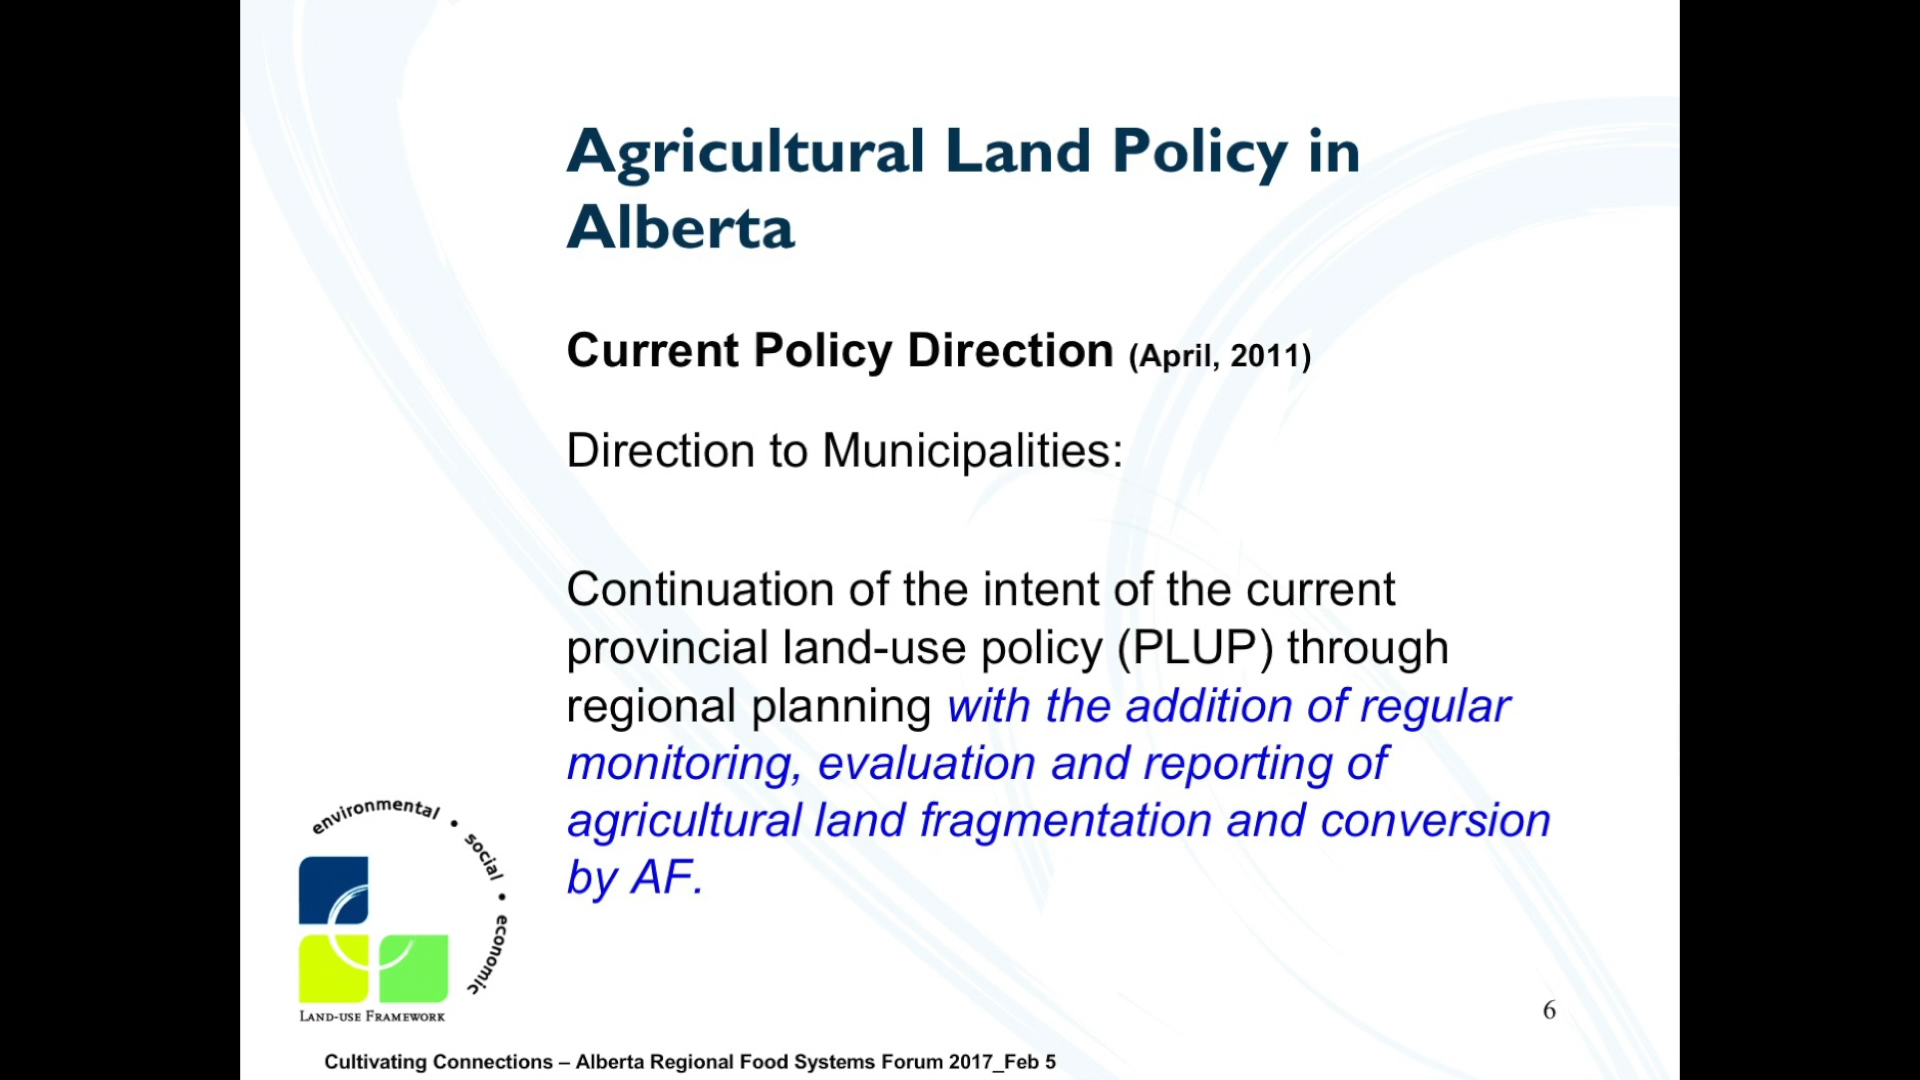 Agricultural Land Policy in
Alberta
Current Policy Direction (April, 2011)
Direction to Municipalities:
Continuation of the intent of the current
provincial land-use policy (PLUP) through
regional planning with the addition of regular
monitoring, evaluation and reporting of
agricultural land fragmentation and conversion
by AF.
environmental • social • economic
LAND-USE FRAMEWORK
6
Cultivating Connections – Alberta Regional Food Systems Forum 2017_Feb 5